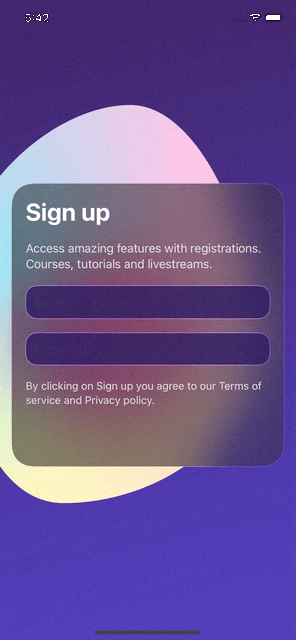 5:42
Sign up
Access amazing features with registrations.
Courses, tutorials and livestreams.
By clicking on Sign up you agree to our Terms of
service and Privacy policy.